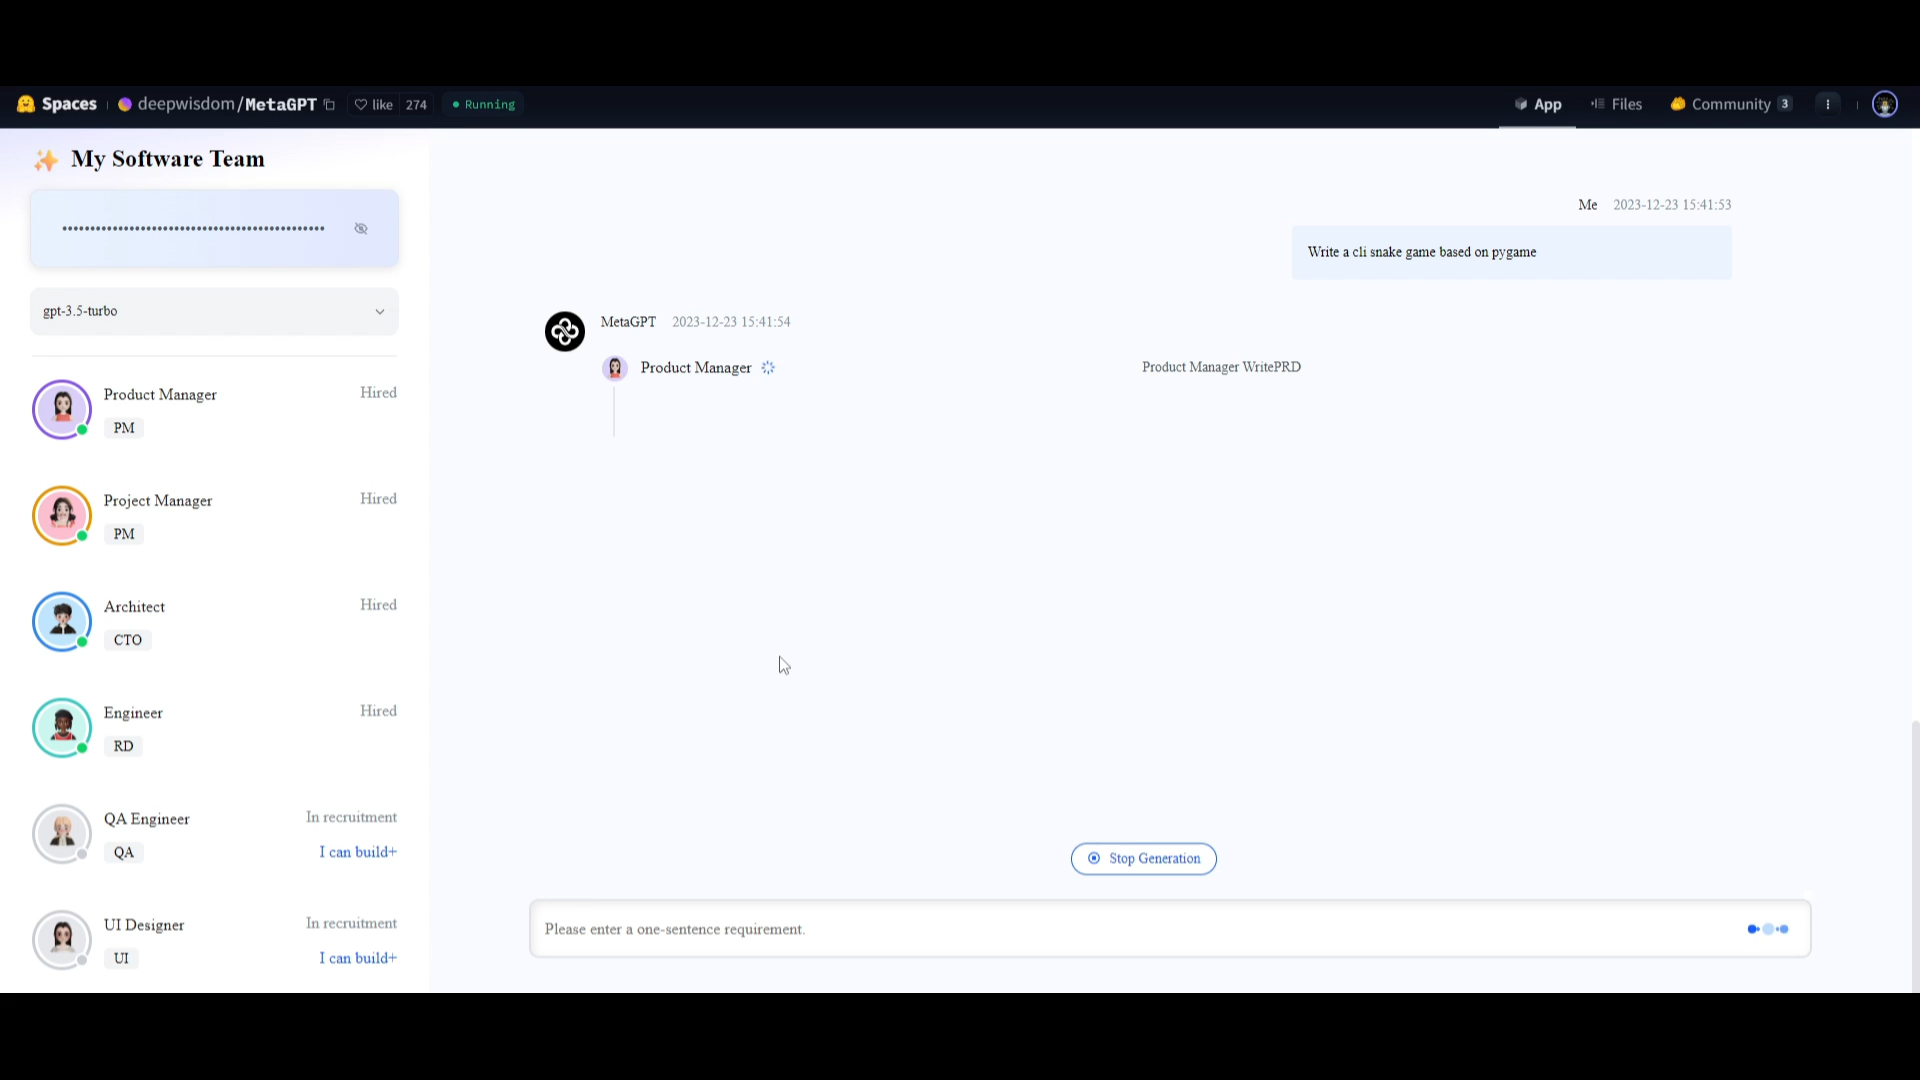 Spaces deepwisdom/MetaGPT like 274 Running App Files Community 3
My Software Team
••••••••••••••••••••••••••••••••••••••••••••••••
gpt-3.5-turbo
Product Manager Hired
PM
Project Manager Hired
PM
Architect Hired
CTO
Engineer Hired
RD
QA Engineer In recruitment
QA I can build+
UI Designer In recruitment
UI I can build+
Me 2023-12-23 15:41:53
Write a cli snake game based on pygame
MetaGPT 2023-12-23 15:41:54
Product Manager Product Manager WritePRD
Stop Generation
Please enter a one-sentence requirement.